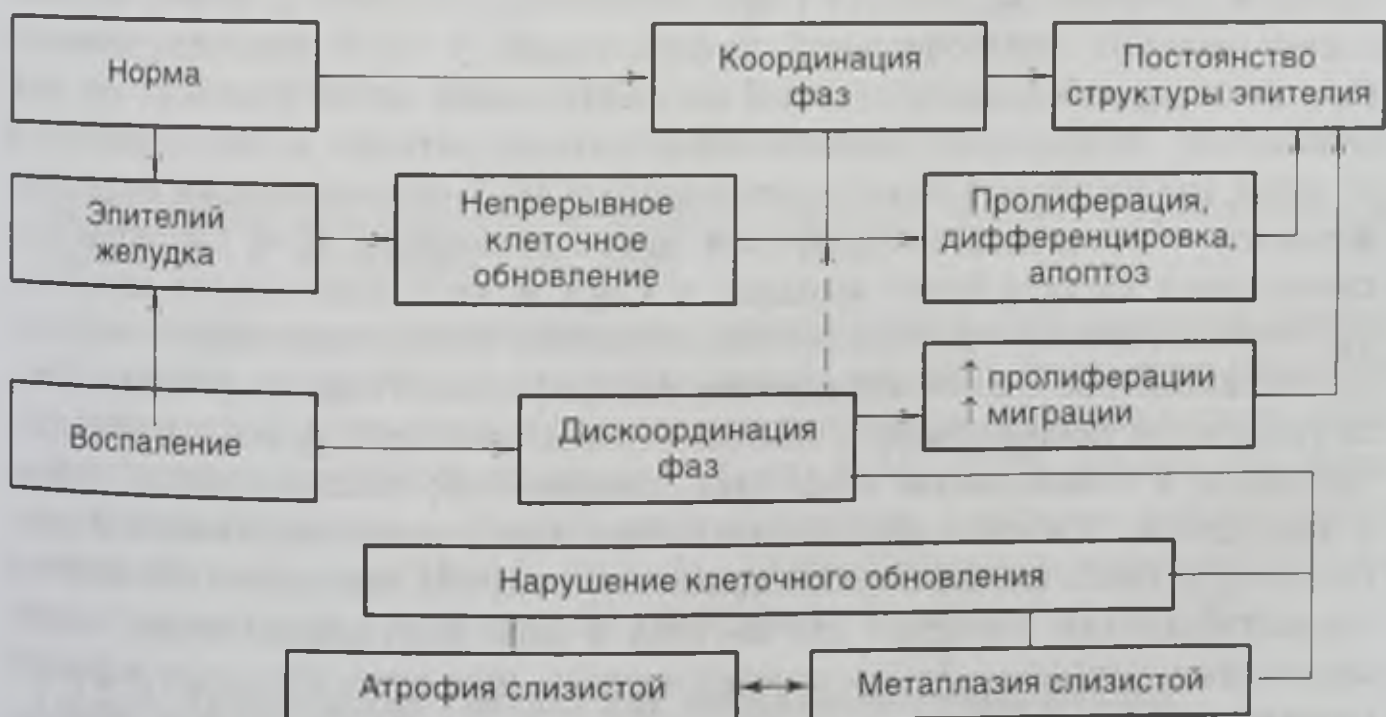 Норма
Координация
фаз
Постоянство
структуры эпителия
Эпителий
желудка
Непрерывное
клеточное
обновление
Пролиферация,
дифференцировка,
апоптоз
↑ пролиферации
↑ миграции
Воспаление
Дискоординация
фаз
Нарушение клеточного обновления
Атрофия слизистой
Метаплазия слизистой